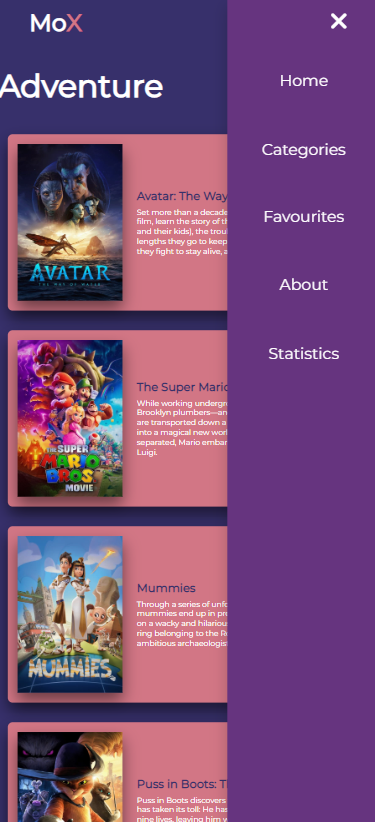 MoX
Adventure
Home
Categories
Favourites
About
Statistics
AVATAR
THE WAY OF WATER
Avatar: The Way
Set more than a decade
film, learn the story of th
and their kids), the trou
lengths they go to keep
they fight to stay alive, a
THE SUPER
MARIO
BROS
MOVIE
The Super Mario
While working undergr
Brooklyn plumbers—an
are transported down a
into a magical new wor
separated, Mario embar
Luigi.
MUMMIES
Mummies
Through a series of unfo
mummies end up in pr
on a wacky and hilariou
ring belonging to the Ro
ambitious archaeologis
Puss in Boots: T
Puss in Boots discovers
has taken its toll: He has
nine lives, leaving him w